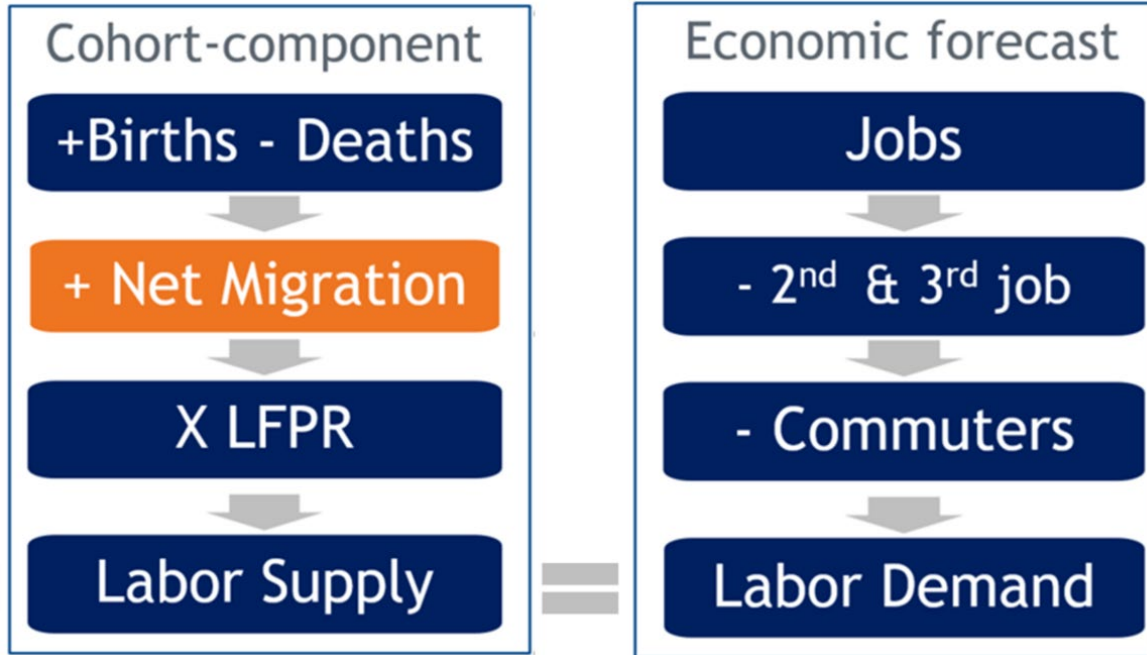 Cohort-component
+Births - Deaths
+ Net Migration
X LFPR
Labor Supply
=
Economic forecast
Jobs
- 2nd & 3rd job
- Commuters
Labor Demand